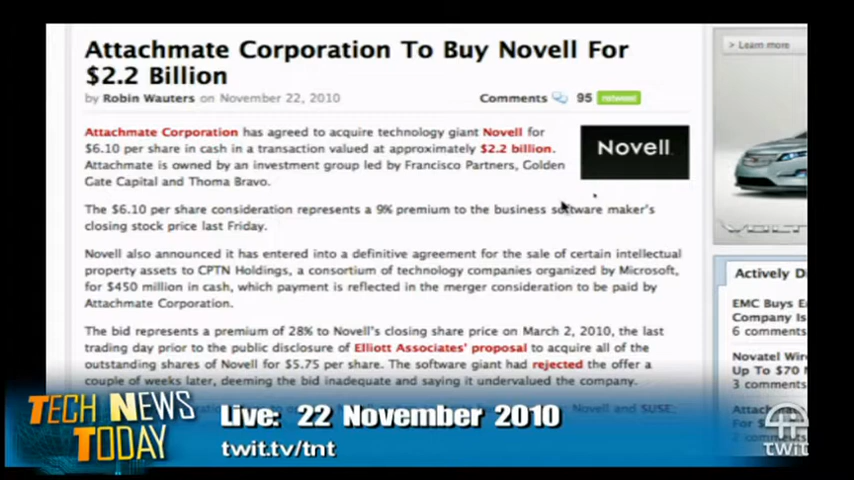 Attachmate Corporation To Buy Novell For
$2.2 Billion
by Robin Wauters on November 22, 2010
Comments 95 retweet
Attachmate Corporation has agreed to acquire technology giant Novell for
$6.10 per share in cash in a transaction valued at approximately $2.2 billion.
Attachmate is owned by an investment group led by Francisco Partners, Golden
Gate Capital and Thoma Bravo.
Novell
The $6.10 per share consideration represents a 9% premium to the business software maker's
closing stock price last Friday.
Novell also announced it has entered into a definitive agreement for the sale of certain intellectual
property assets to CPTN Holdings, a consortium of technology companies organized by Microsoft,
for $450 million in cash, which payment is reflected in the merger consideration to be paid by
Attachmate Corporation.
The bid represents a premium of 28% to Novell's closing share price on March 2, 2010, the last
trading day prior to the public disclosure of Elliott Associates' proposal to acquire all of the
outstanding shares of Novell for $5.75 per share. The software giant had rejected the offer a
couple of weeks later, deeming the bid inadequate and saying it undervalued the company.
Novell and SUSE;
> Learn more
Actively Di
EMC Buys E
Company Is
6 comments
Novatel Wire
Up To $70 M
3 comments
Attachm
For $
2 comments
TECH NEWS
TODAY
Live: 22 November 2010
twit.tv/tnt
TWiT